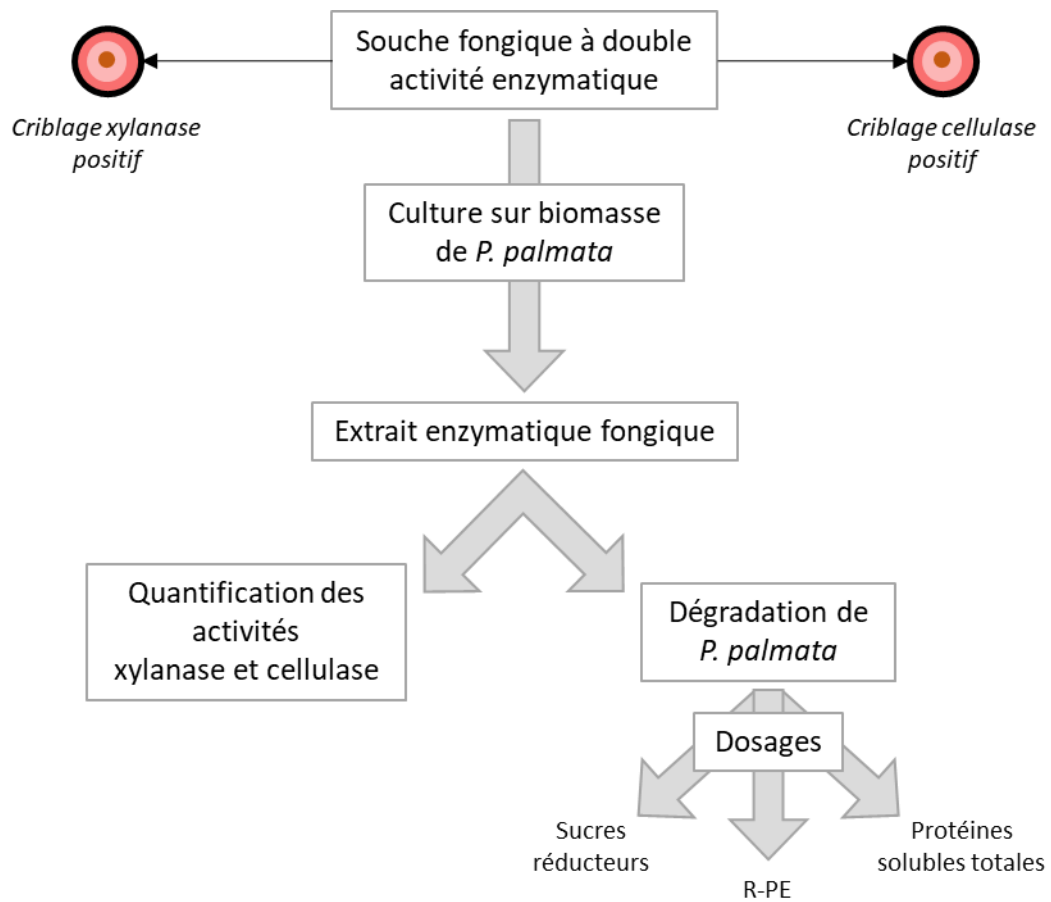 Souche fongique à double
activité enzymatique
Criblage xylanase
positif
Criblage cellulase
positif
Culture sur biomasse
de P. palmata
Extrait enzymatique fongique
Quantification des
activités
xylanase et cellulase
Dégradation de
P. palmata
Dosages
Sucres
réducteurs
R-PE
Protéines
solubles totales